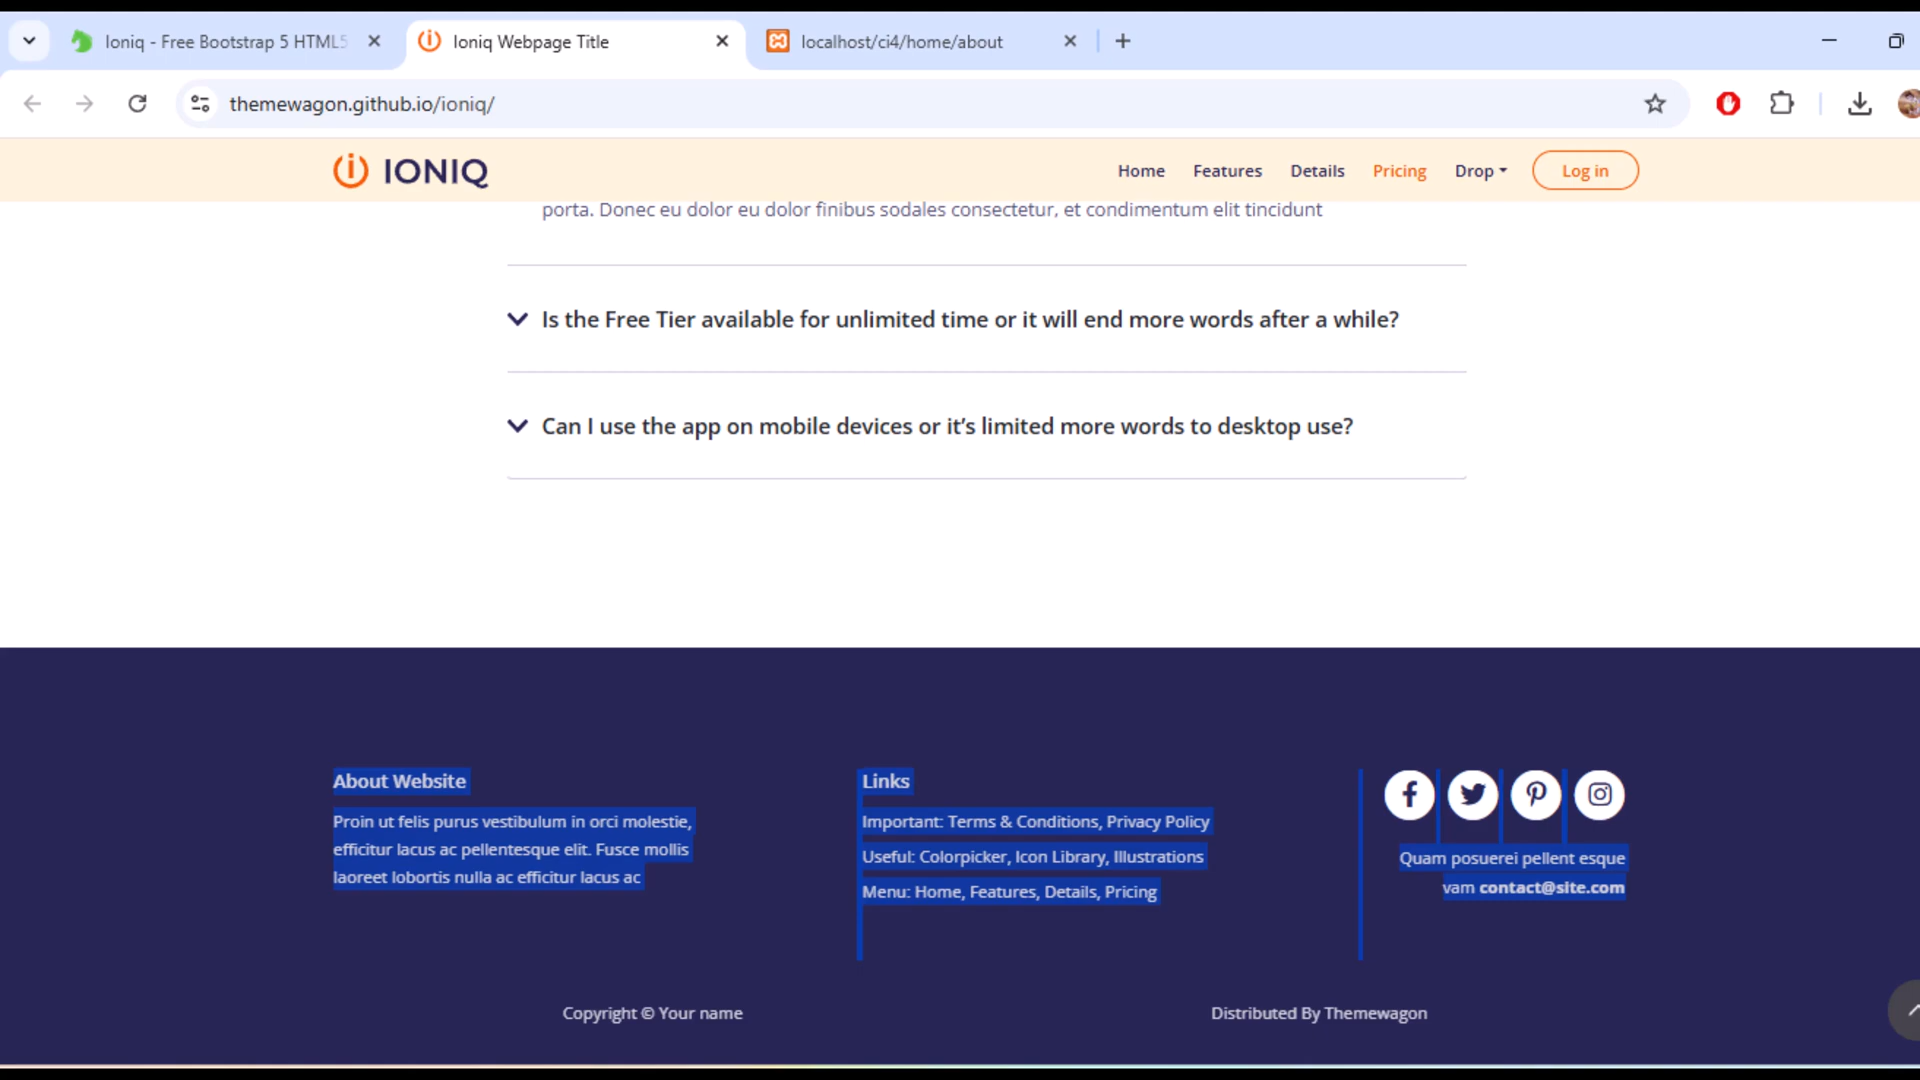 Ioniq - Free Bootstrap 5 HTML5
Ioniq Webpage Title
localhost/ci4/home/about
themewagon.github.io/ioniq/
IONIQ
Home Features Details Pricing Drop Log in
porta. Donec eu dolor eu dolor finibus sodales consectetur, et condimentum elit tincidunt
Is the Free Tier available for unlimited time or it will end more words after a while?
Can I use the app on mobile devices or it’s limited more words to desktop use?
About Website
Proin ut felis purus vestibulum in orci molestie,
efficitur lacus ac pellentesque elit. Fusce mollis
laoreet lobortis nulla ac efficitur lacus ac
Links
Important: Terms & Conditions, Privacy Policy
Useful: Colorpicker, Icon Library, Illustrations
Menu: Home, Features, Details, Pricing
Quam posuerei pellent esque
vam contact@site.com
Copyright © Your name
Distributed By Themewagon